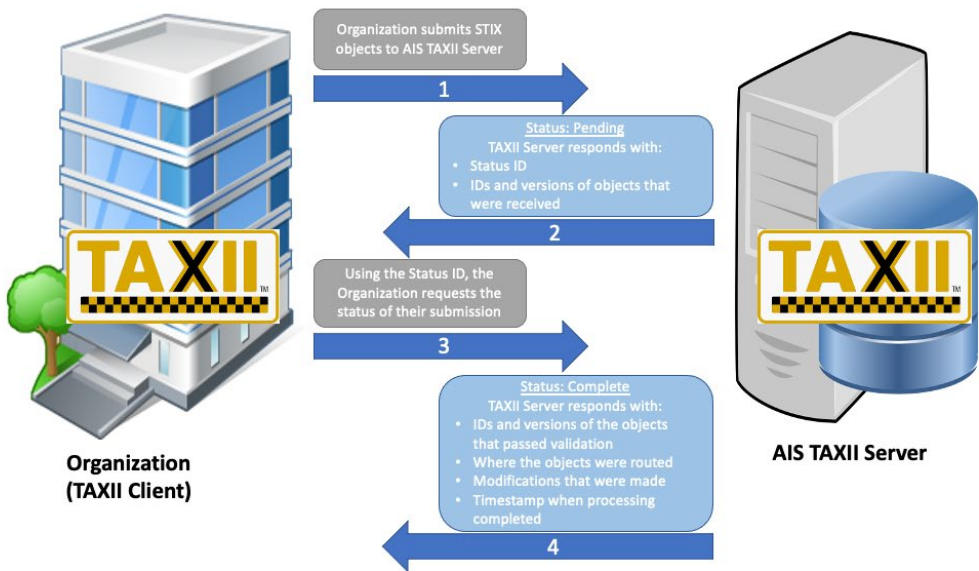 Organization submits STIX
objects to AIS TAXII Server
1
Status: Pending
TAXII Server responds with:
• Status ID
• IDs and versions of objects that
were received
2
TAXII™
TAXII™
Using the Status ID, the
Organization requests the
status of their submission
3
Status: Complete
TAXII Server responds with:
• IDs and versions of the objects
that passed validation
• Where the objects were routed
• Modifications that were made
• Timestamp when processing
completed
4
Organization
(TAXII Client)
AIS TAXII Server